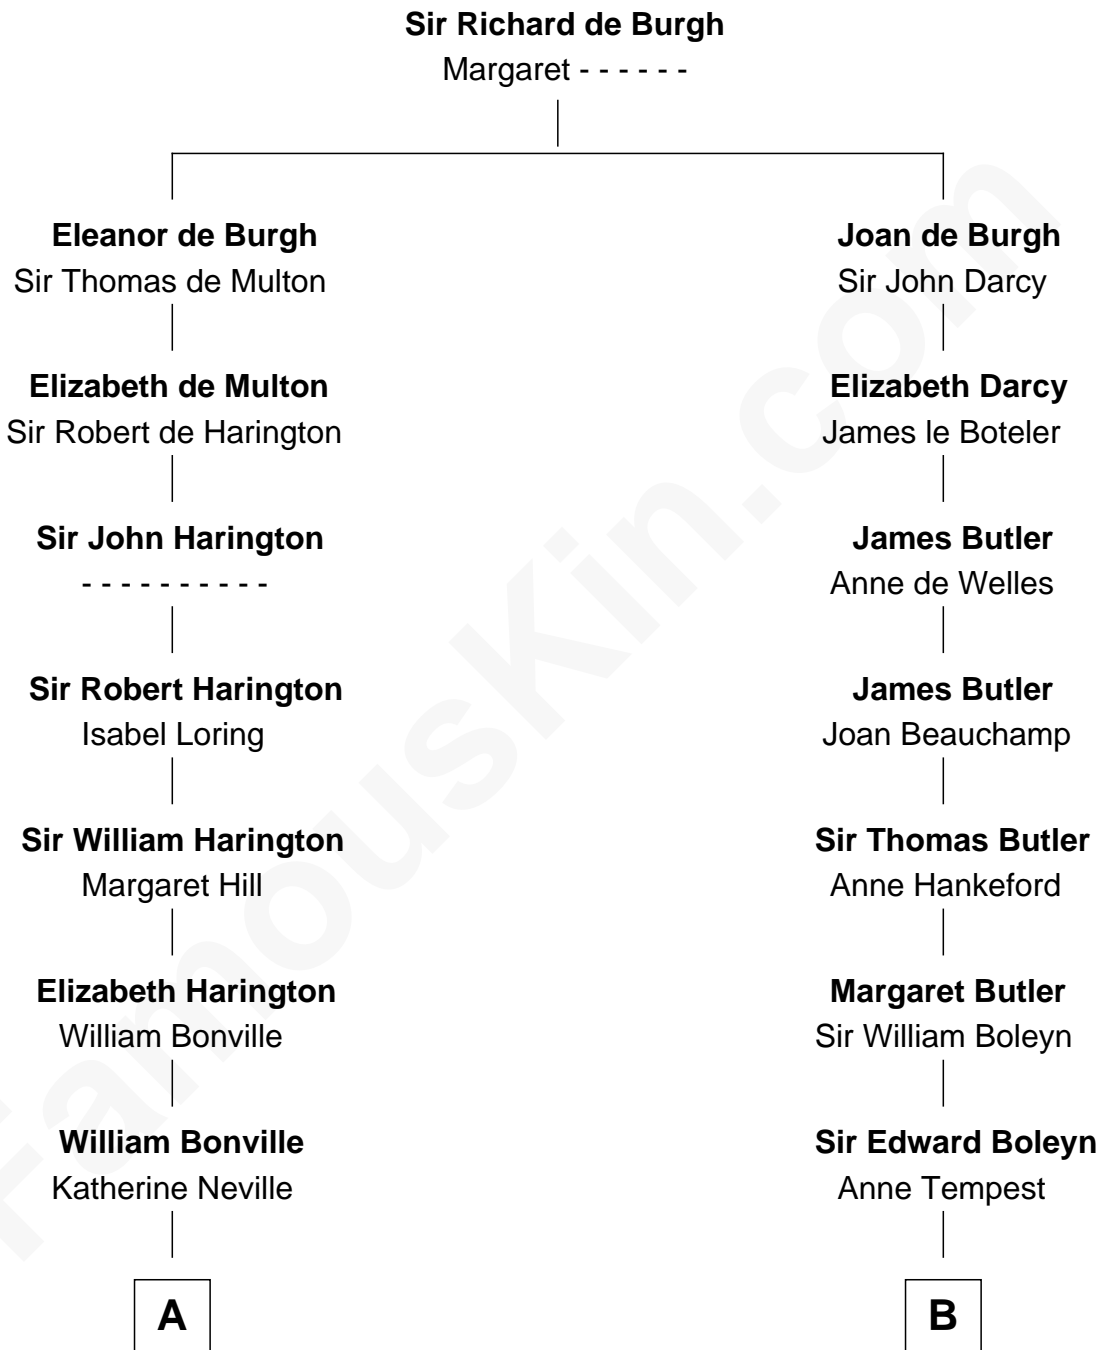 Sir Richard de Burgh
Margaret - - - - - -
Eleanor de Burgh
Sir Thomas de Multon
Joan de Burgh
Sir John Darcy
Elizabeth de Multon
Sir Robert de Harington
Elizabeth Darcy
James le Boteler
Sir John Harington
- - - - - - - - - -
James Butler
Anne de Welles
Sir Robert Harington
Isabel Loring
James Butler
Joan Beauchamp
Sir William Harington
Margaret Hill
Sir Thomas Butler
Anne Hankeford
Elizabeth Harington
William Bonville
Margaret Butler
Sir William Boleyn
William Bonville
Katherine Neville
Sir Edward Boleyn
Anne Tempest
A
B
FamousKin.com